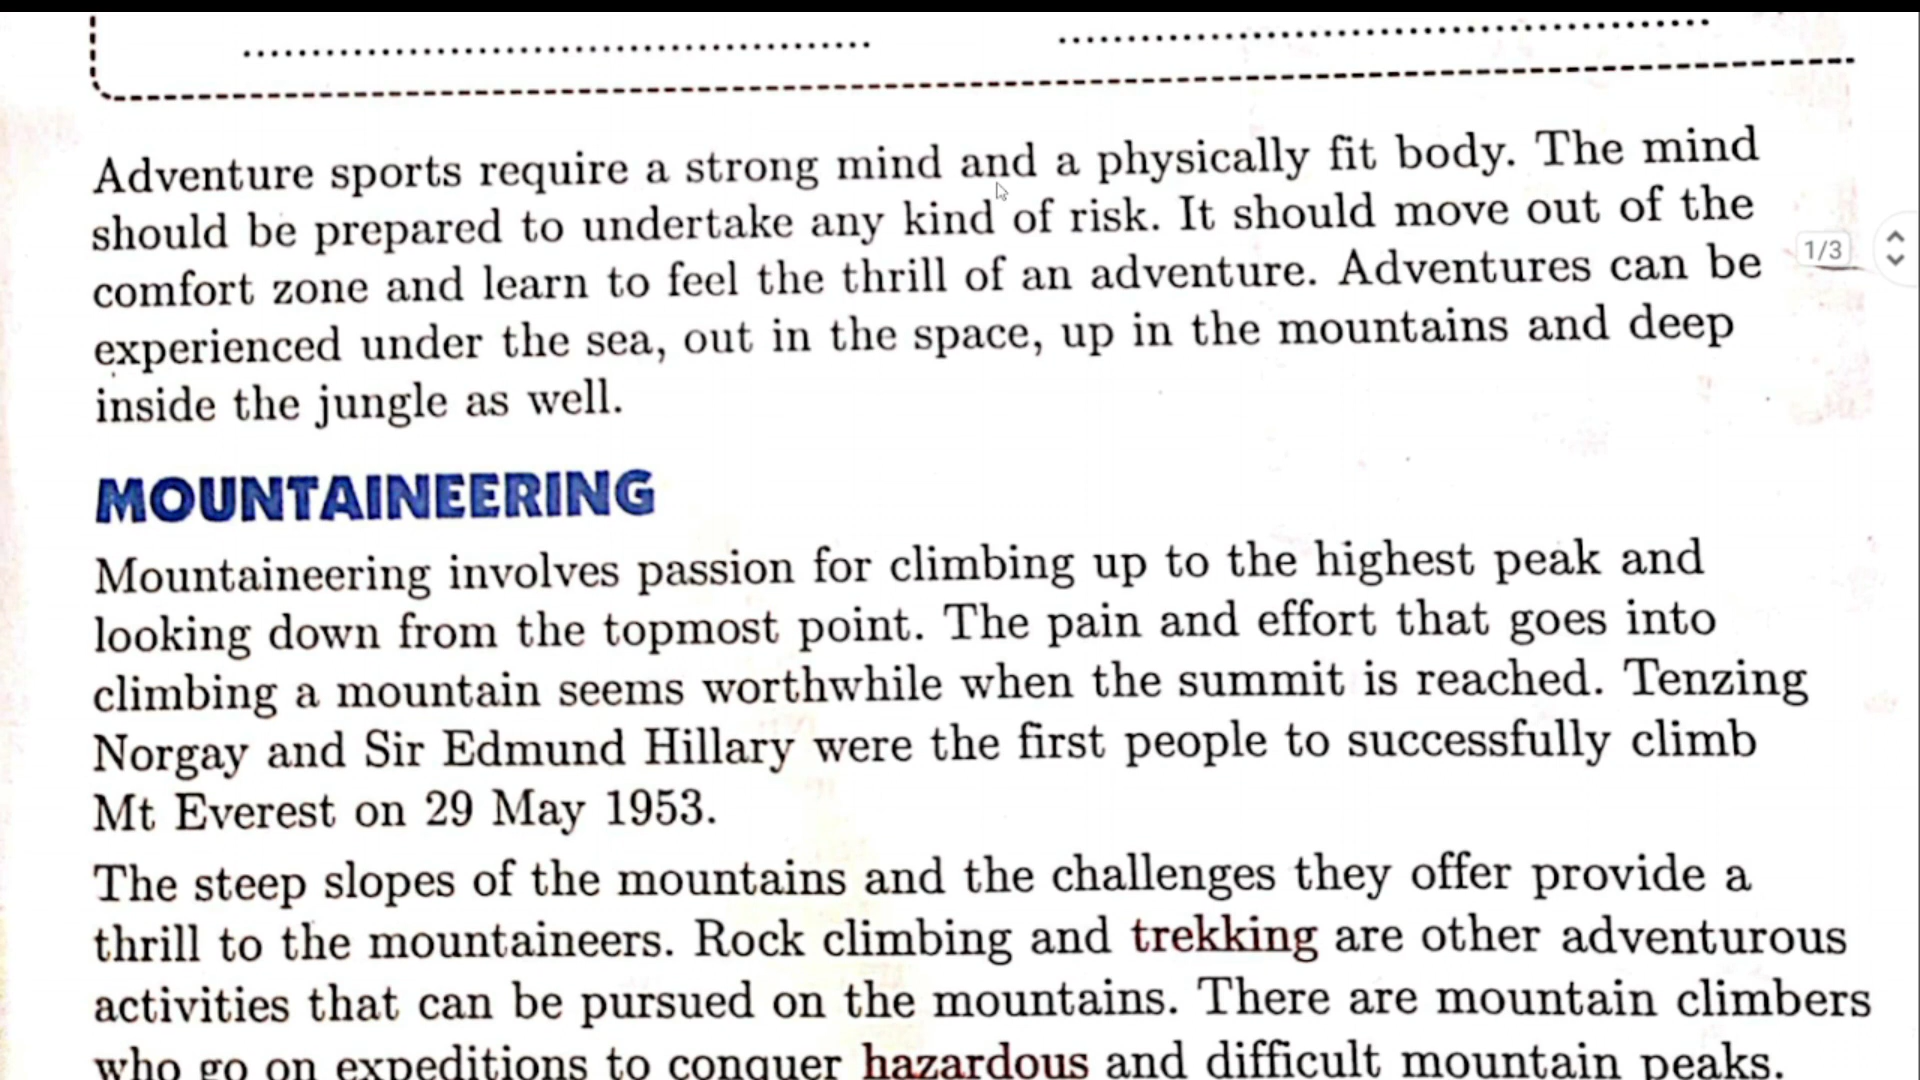 Adventure sports require a strong mind and a physically fit body. The mind
should be prepared to undertake any kind of risk. It should move out of the
comfort zone and learn to feel the thrill of an adventure. Adventures can be
1/3
experienced under the sea, out in the space, up in the mountains and deep
inside the jungle as well.
MOUNTAINEERING
Mountaineering involves passion for climbing up to the highest peak and
looking down from the topmost point. The pain and effort that goes into
climbing a mountain seems worthwhile when the summit is reached. Tenzing
Norgay and Sir Edmund Hillary were the first people to successfully climb
Mt Everest on 29 May 1953.
The steep slopes of the mountains and the challenges they offer provide a
thrill to the mountaineers. Rock climbing and trekking are other adventurous
activities that can be pursued on the mountains. There are mountain climbers
who go on expeditions to conquer hazardous and difficult mountain peaks.